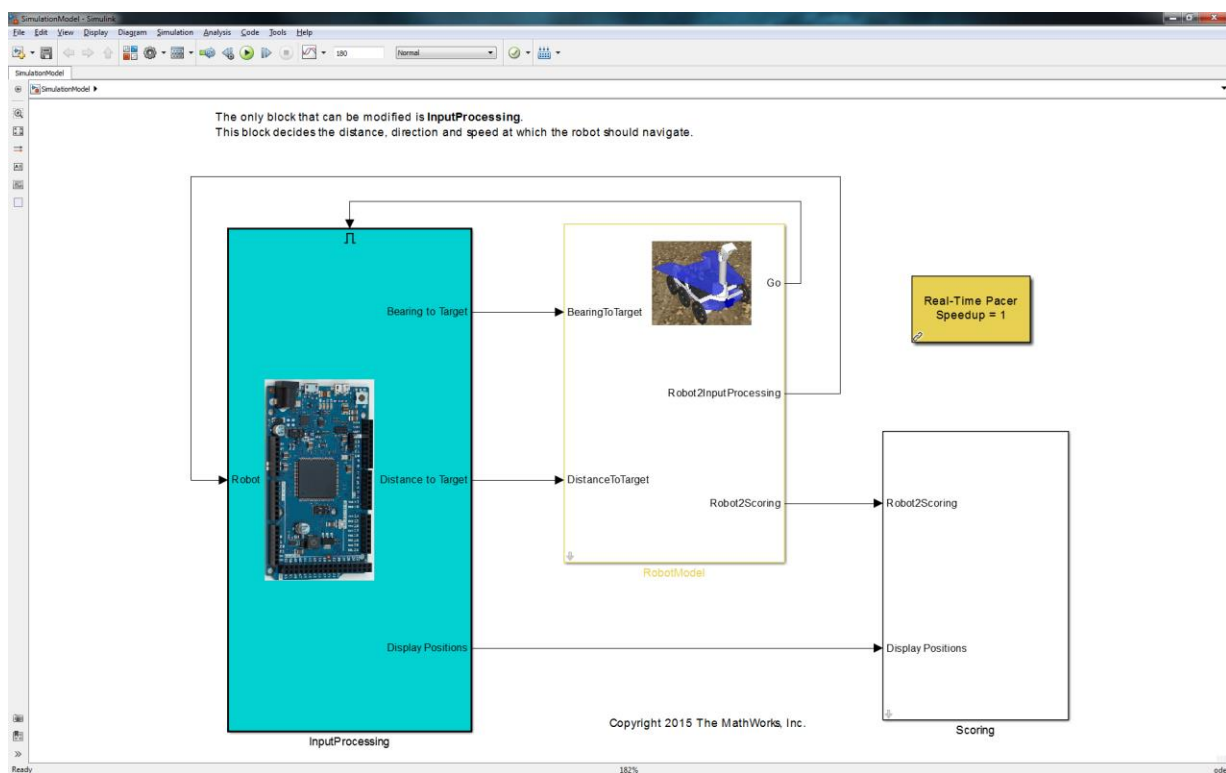 SimulationModel - Simulink
File Edit View Display Diagram Simulation Analysis Code Tools Help
180
Normal
SimulationModel
SimulationModel
The only block that can be modified is InputProcessing.
This block decides the distance, direction and speed at which the robot should navigate.
Go
Bearing to Target
BearingToTarget
Real-Time Pacer
Speedup = 1
Robot2InputProcessing
Robot
Distance to Target
DistanceToTarget
Robot2Scoring
Robot2Scoring
RobotModel
Display Positions
Display Positions
Copyright 2015 The MathWorks, Inc.
InputProcessing
Scoring
Ready
182%
ode